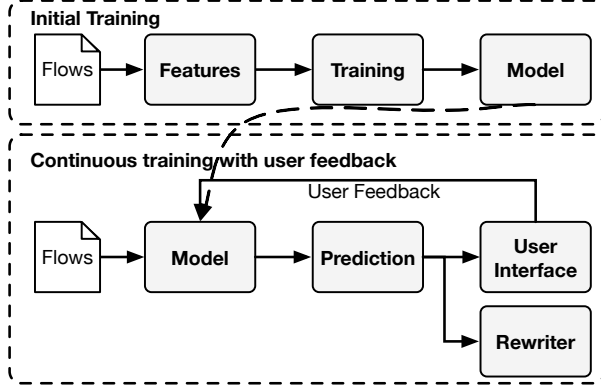 Initial Training
Flows
Features
Training
Model
Continuous training with user feedback
User Feedback
Flows
Model
Prediction
User
Interface
Rewriter